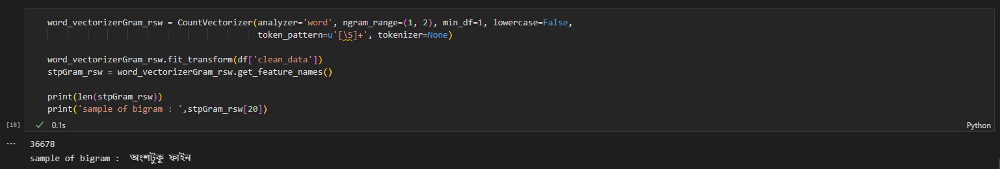 word_vectorizerGram_rsw = CountVectorizer(analyzer='word', ngram_range=(1, 2), min_df=1, lowercase=False,
token_pattern=u'[\S]+', tokenizer=None)
word_vectorizerGram_rsw.fit_transform(df['clean_data'])
stpGram_rsw = word_vectorizerGram_rsw.get_feature_names()
print(len(stpGram_rsw))
print('sample of bigram : ',stpGram_rsw[20])
[18] ✓ 0.1s Python
... 36678
sample of bigram :  অংশটুকু ফাইন